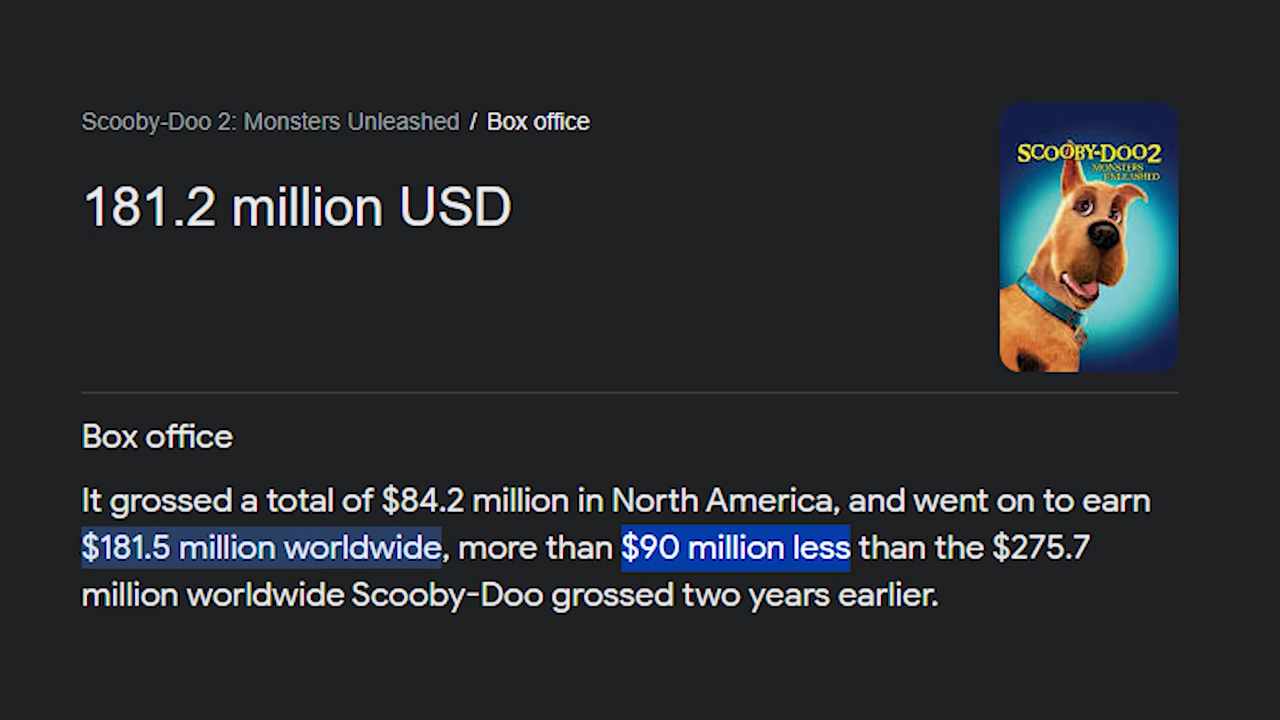 Scooby-Doo 2: Monsters Unleashed / Box office
181.2 million USD
SCOOBY-DOO2
MONSTERS
UNLEASHED
Box office
It grossed a total of $84.2 million in North America, and went on to earn
$181.5 million worldwide, more than $90 million less than the $275.7
million worldwide Scooby-Doo grossed two years earlier.